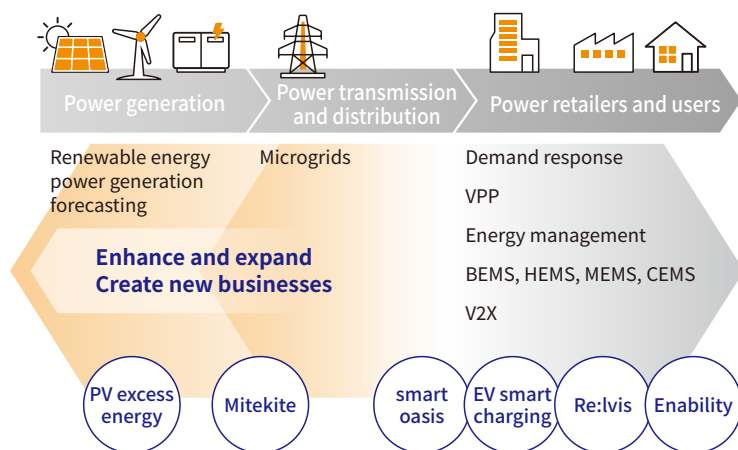 Power generation
Power transmission
and distribution
Power retailers and users
Renewable energy
power generation
forecasting
Microgrids
Demand response
VPP
Energy management
BEMS, HEMS, MEMS, CEMS
V2X
Enhance and expand
Create new businesses
PV excess
energy
Mitekite
smart
oasis
EV smart
charging
Re:lvis
Enability